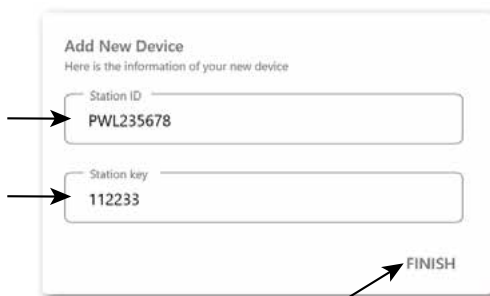 Add New Device
Here is the information of your new device
Station ID
PWL235678
Station key
112233
FINISH